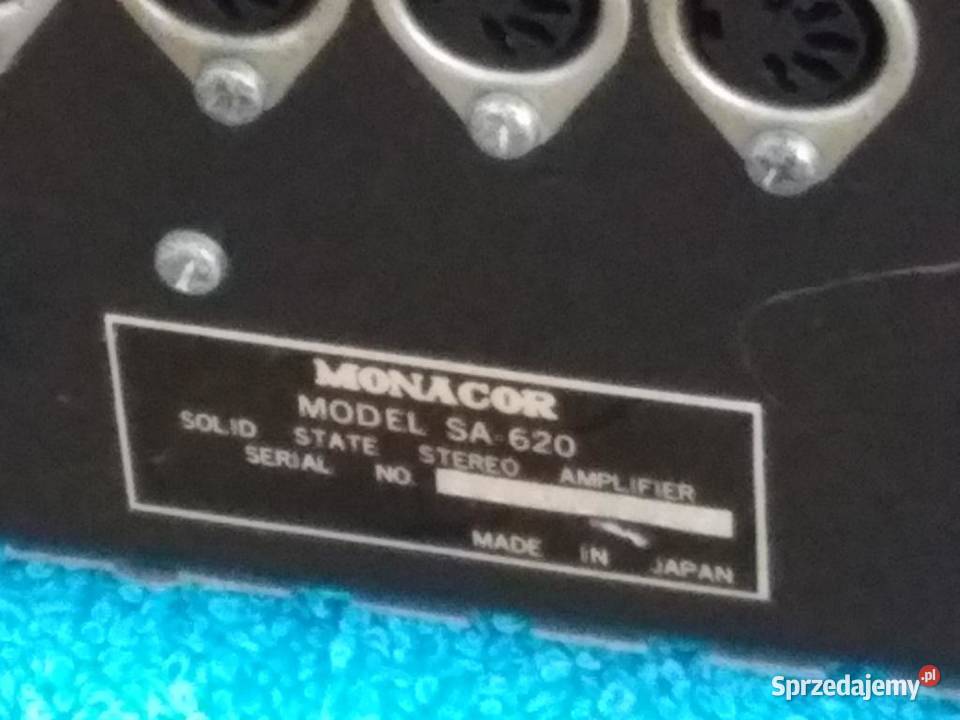 MONACOR
MODEL SA-620
SOLID STATE STEREO AMPLIFIER
SERIAL NO.
MADE IN JAPAN
Sprzedajemy.pl